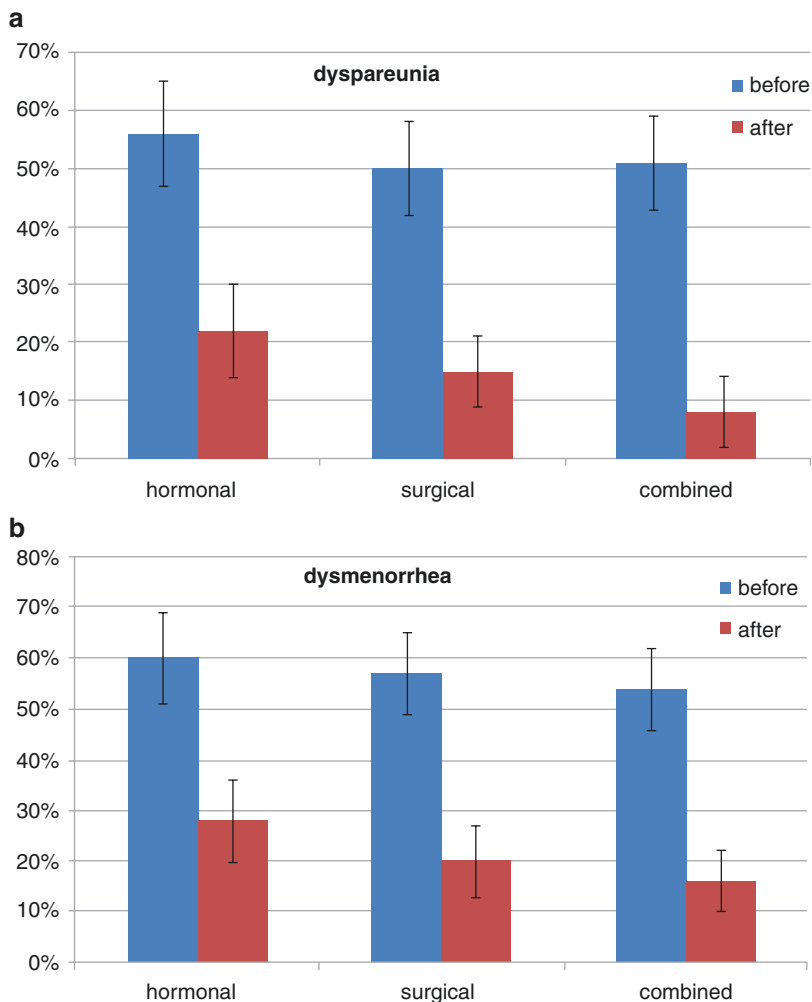 a
70%
dyspareunia
before
60%
after
50%
40%
30%
20%
10%
0%
hormonal surgical combined
b
80%
dysmenorrhea
before
70%
after
60%
50%
40%
30%
20%
10%
0%
hormonal surgical combined